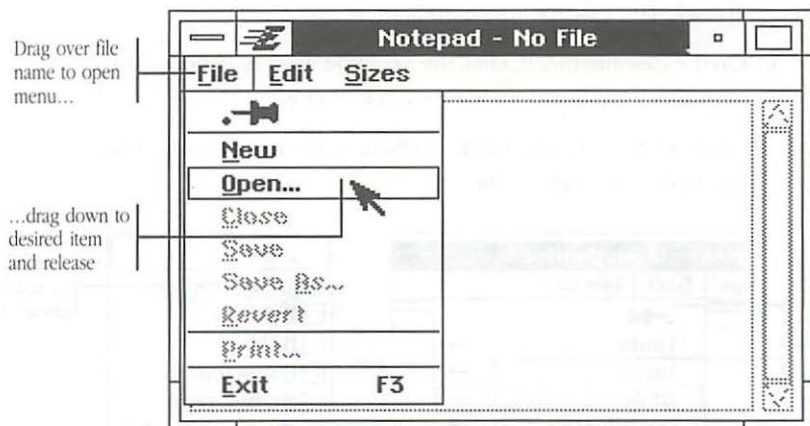 Notepad - No File
Drag over file
name to open
menu...
File Edit Sizes
New
Open...
...drag down to
desired item
and release
Close
Save
Save As...
Revert
Print...
Exit F3